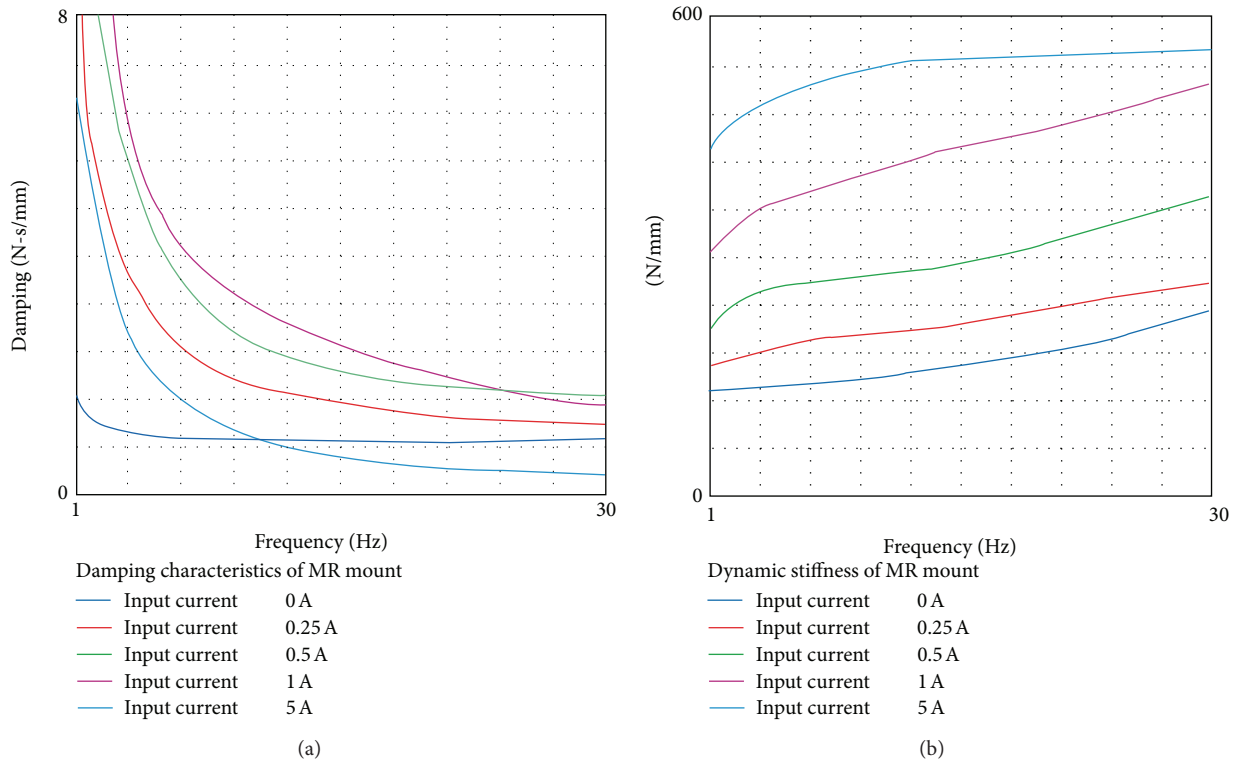 8
Damping (N-s/mm)
0
1
30
Frequency (Hz)
Damping characteristics of MR mount
Input current 0 A
Input current 0.25 A
Input current 0.5 A
Input current 1 A
Input current 5 A
(a)
600
(N/mm)
0
1
30
Frequency (Hz)
Dynamic stiffness of MR mount
Input current 0 A
Input current 0.25 A
Input current 0.5 A
Input current 1 A
Input current 5 A
(b)